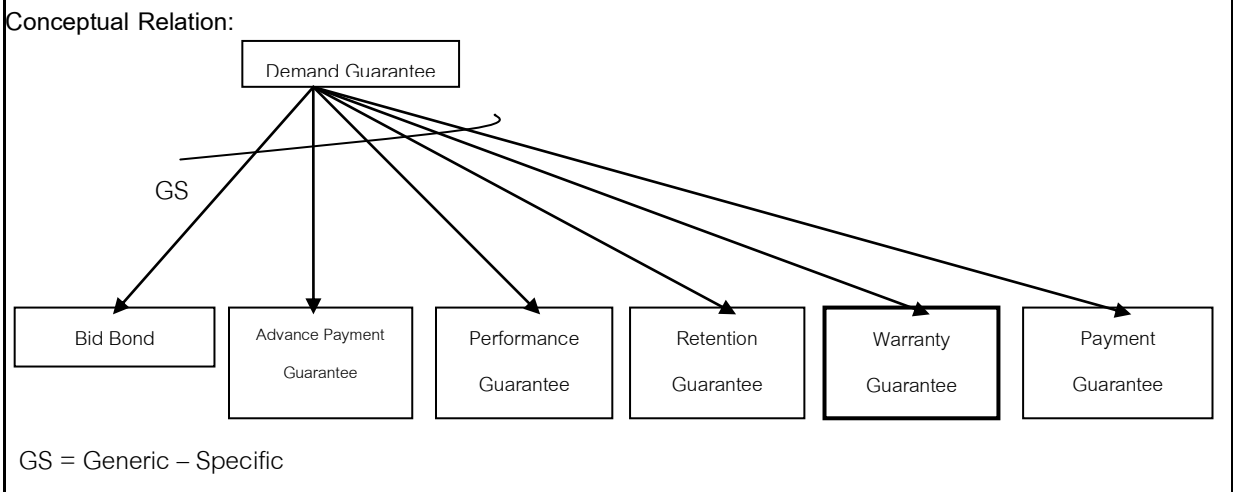 Conceptual Relation:
Demand Guarantee
GS
Bid Bond
Advance Payment
Guarantee
Performance
Guarantee
Retention
Guarantee
Warranty
Guarantee
Payment
Guarantee
GS = Generic – Specific